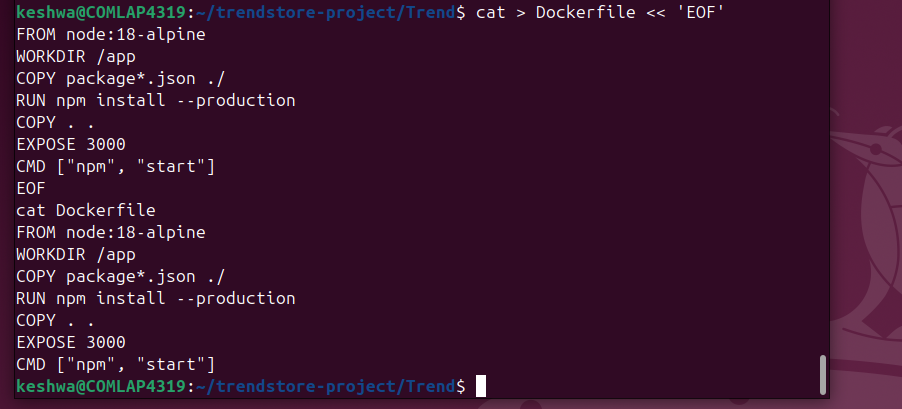 keshwa@COMLAP4319:~/trendstore-project/Trend$ cat > Dockerfile << 'EOF'
FROM node:18-alpine
WORKDIR /app
COPY package*.json ./
RUN npm install --production
COPY . .
EXPOSE 3000
CMD ["npm", "start"]
EOF
cat Dockerfile
FROM node:18-alpine
WORKDIR /app
COPY package*.json ./
RUN npm install --production
COPY . .
EXPOSE 3000
CMD ["npm", "start"]
keshwa@COMLAP4319:~/trendstore-project/Trend$